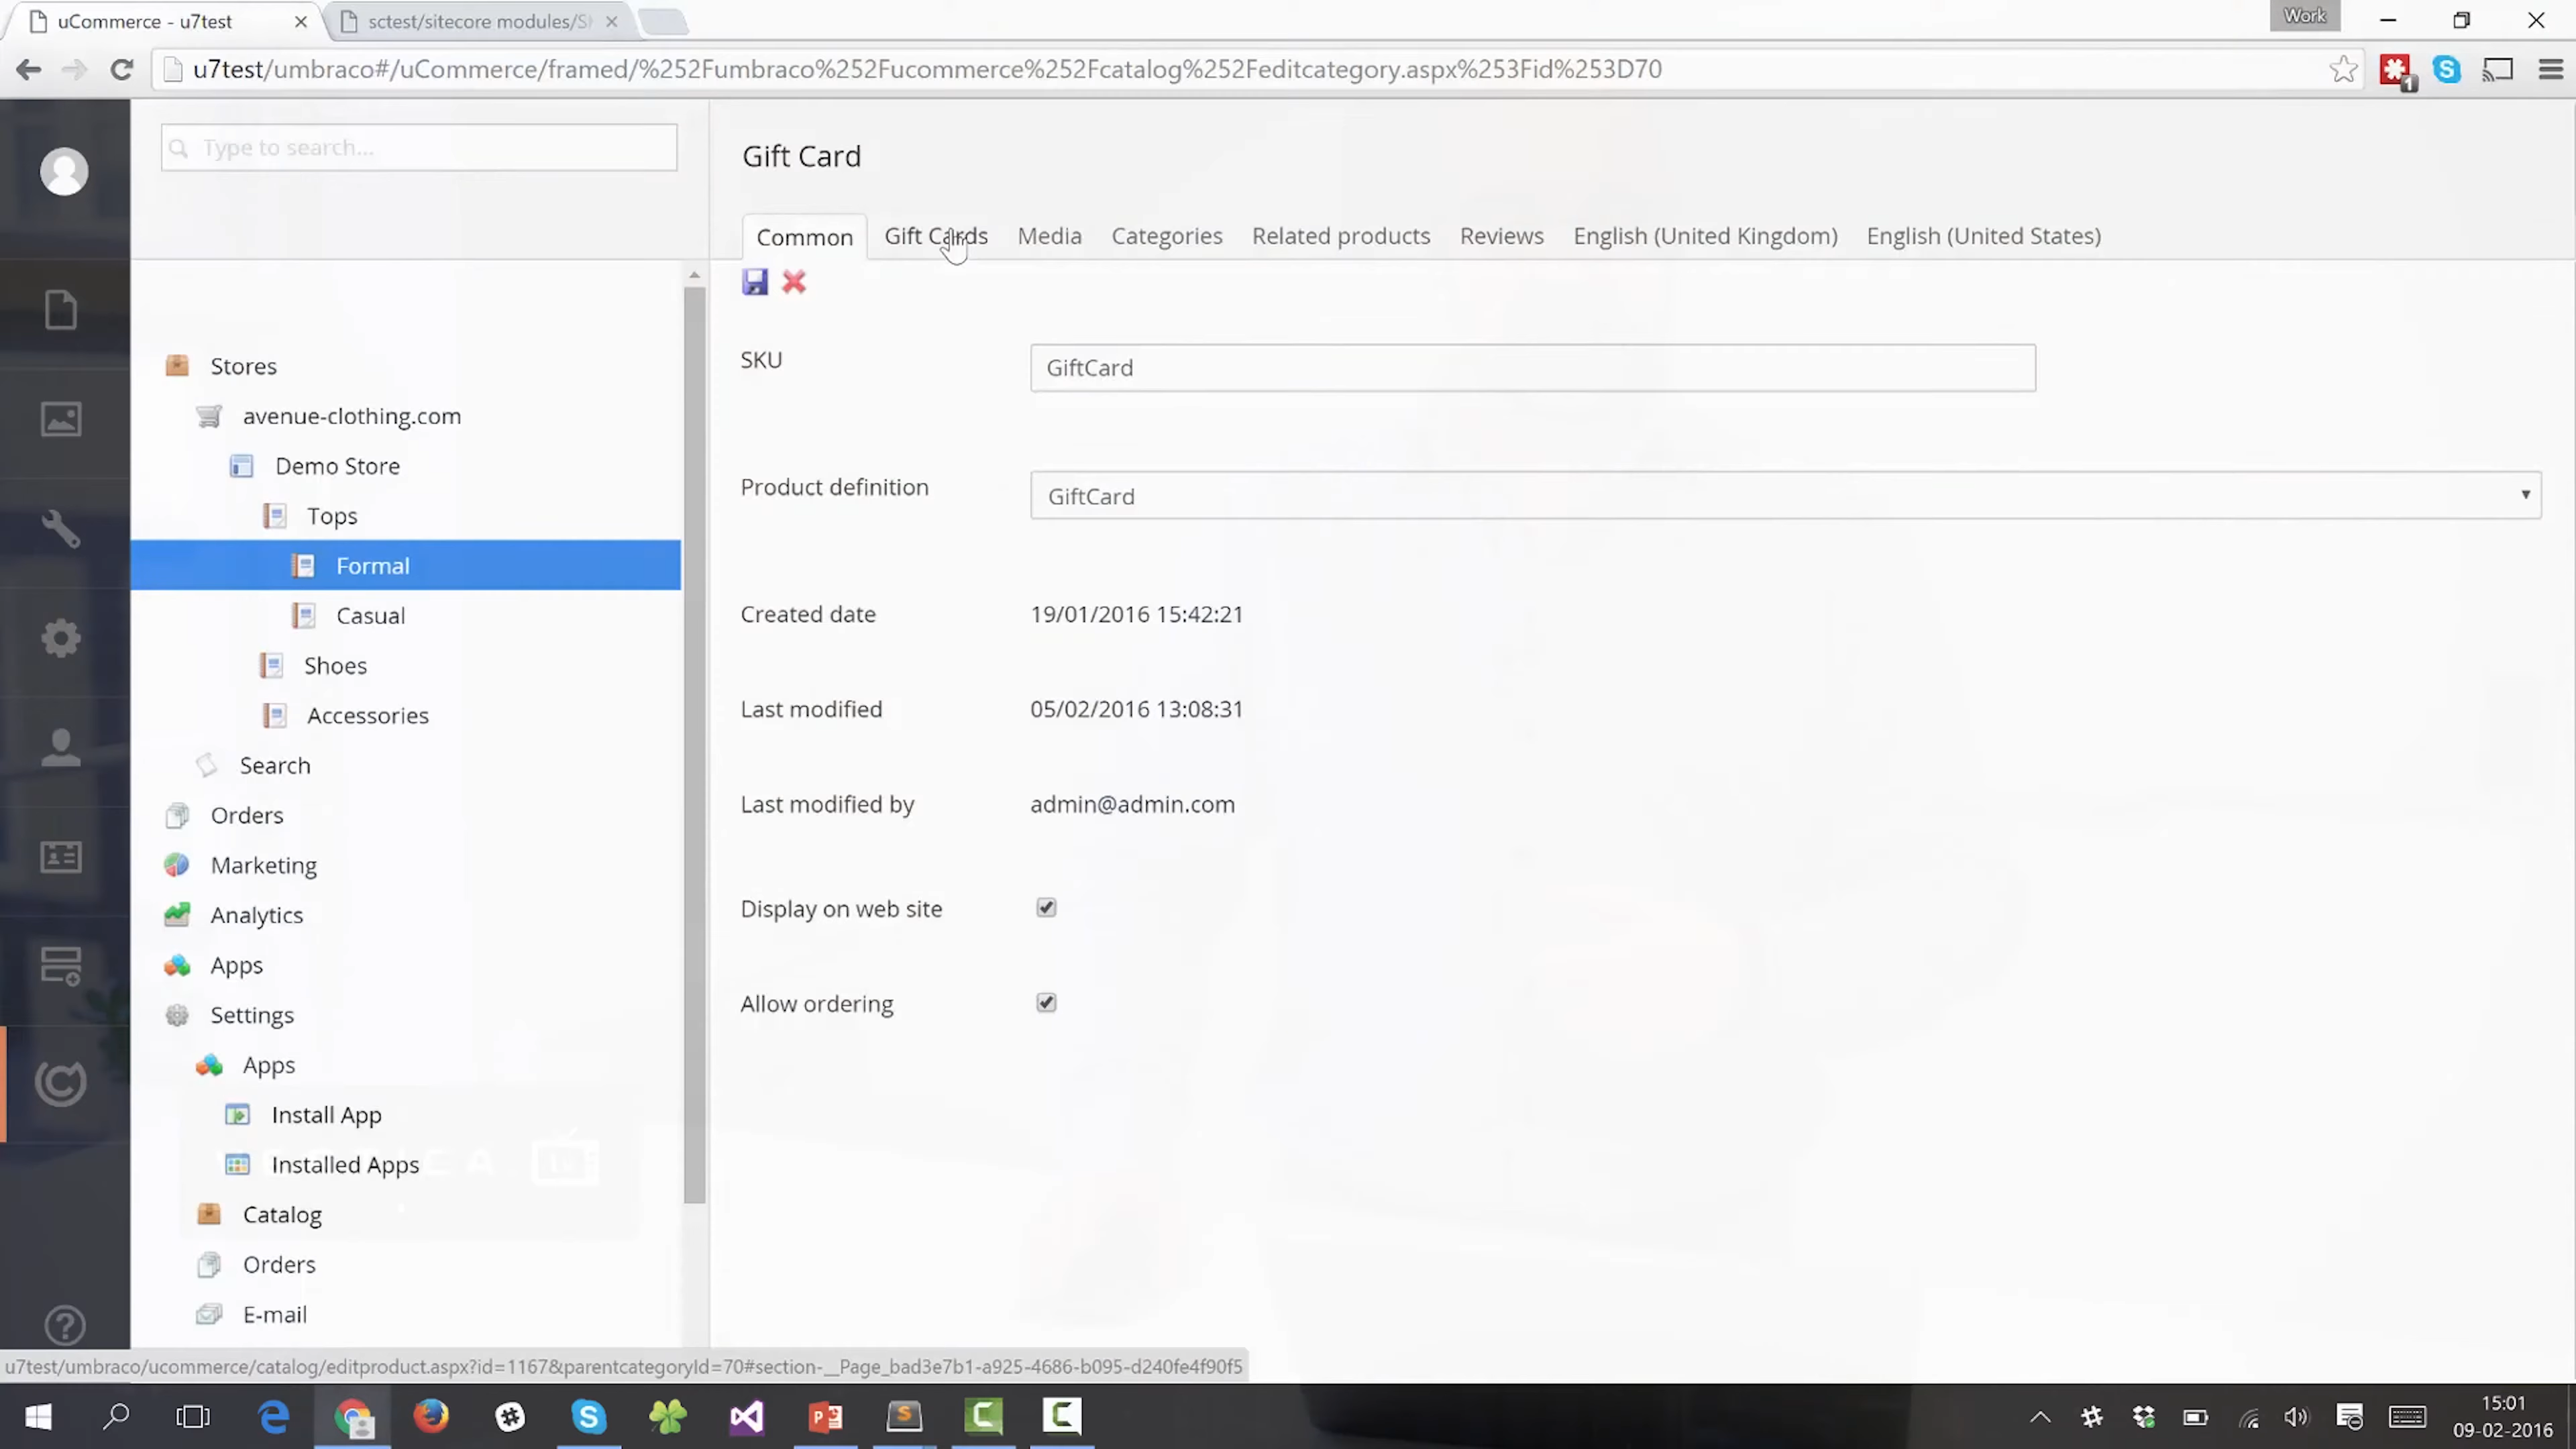 uCommerce - u7test
sctest/sitecore modules/Sh
Work
u7test/umbraco#/uCommerce/framed/%252Fumbraco%252Fucommerce%252Fcatalog%252Feditcategory.aspx%253Fid%253D70
1
Type to search...
Gift Card
Common Gift Cards Media Categories Related products Reviews English (United Kingdom) English (United States)
SKU GiftCard
Product definition GiftCard
Created date 19/01/2016 15:42:21
Last modified 05/02/2016 13:08:31
Last modified by admin@admin.com
Display on web site
Allow ordering
Stores
avenue-clothing.com
Demo Store
Tops
Formal
Casual
Shoes
Accessories
Search
Orders
Marketing
Analytics
Apps
Settings
Apps
Install App
Installed Apps
Catalog
Orders
E-mail
u7test/umbraco/ucommerce/catalog/editproduct.aspx?id=1167&parentcategoryId=70#section-__Page_bad3e7b1-a925-4686-b095-d240fe4f90f5
15:01
09-02-2016